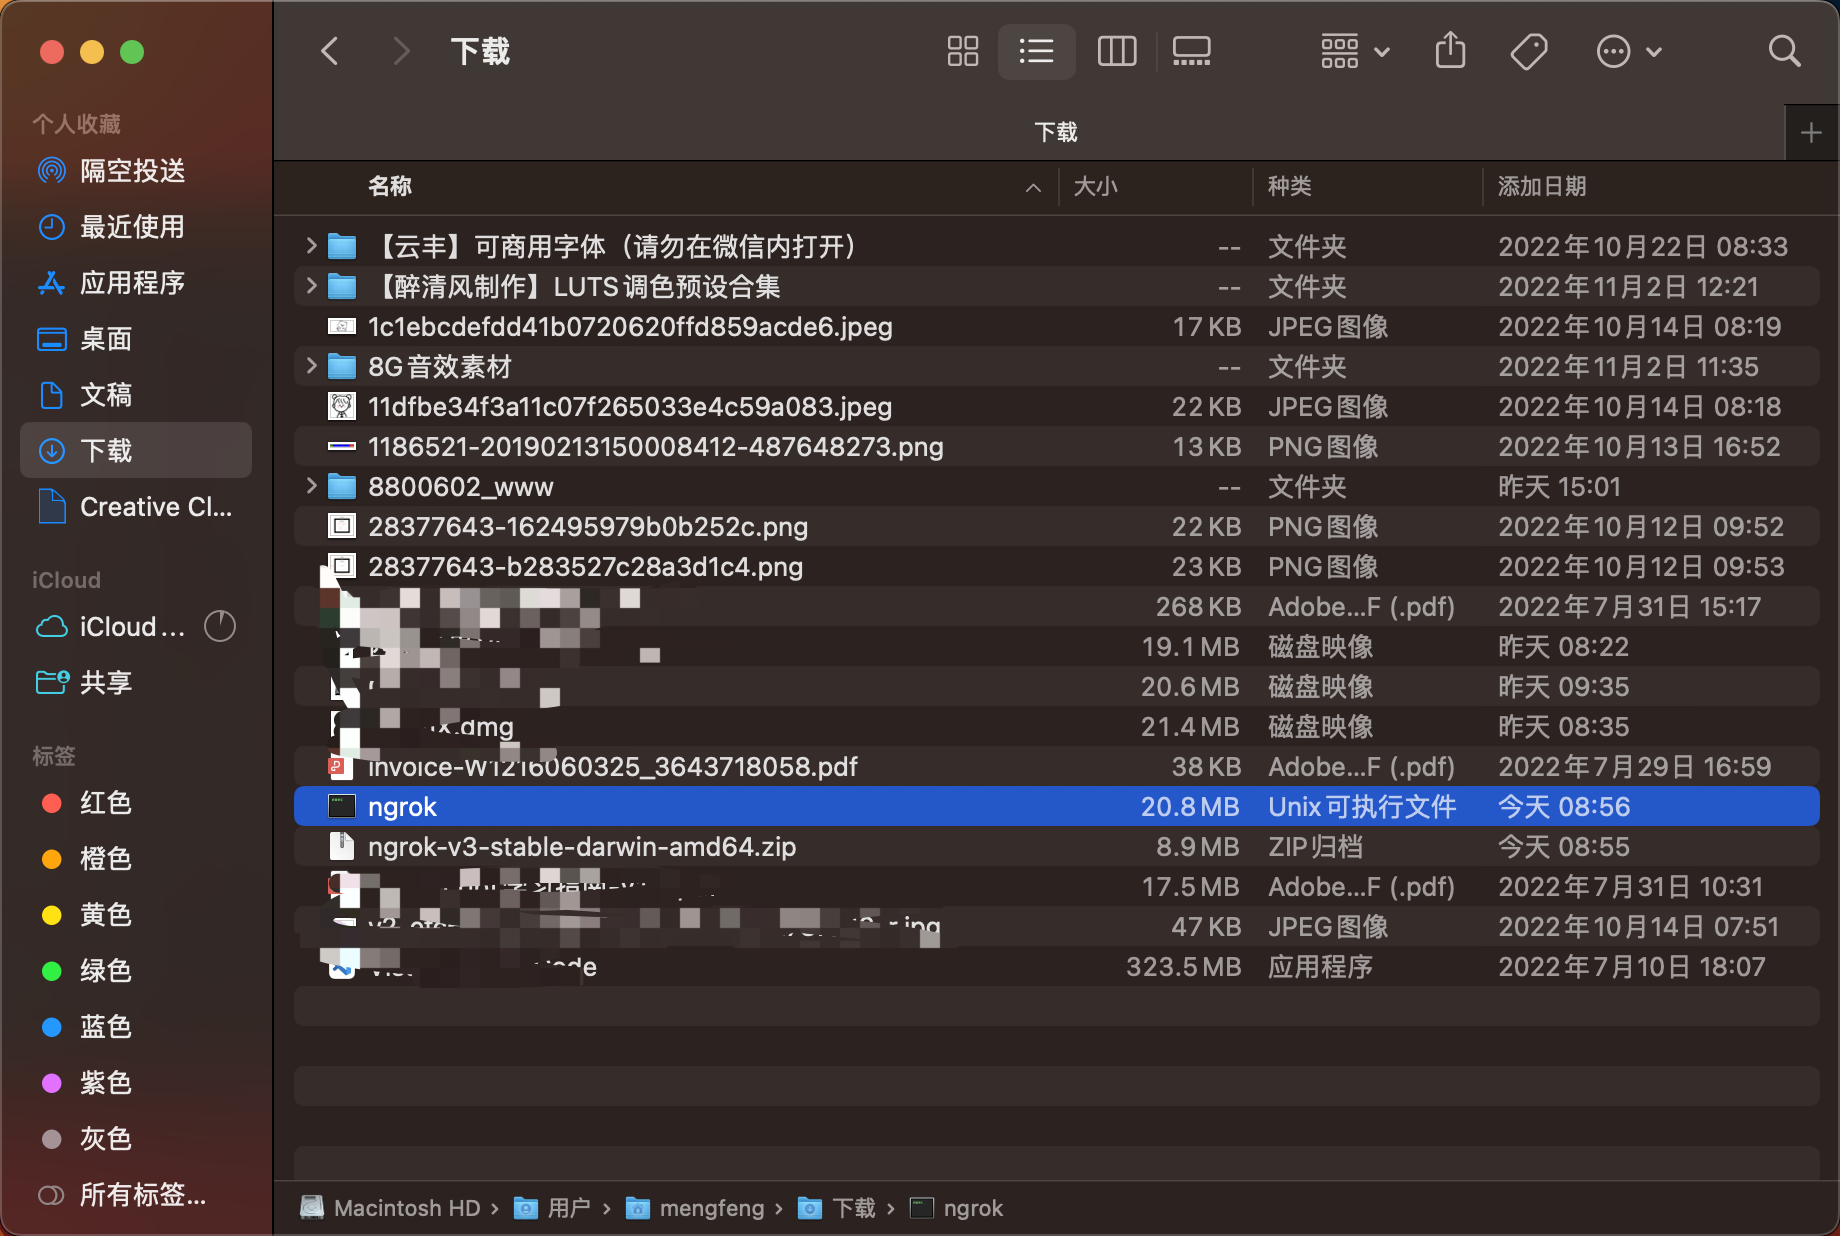 下载
下载
个人收藏
隔空投送
最近使用
应用程序
桌面
文稿
下载
Creative Cl...
iCloud
iCloud...
共享
标签
红色
橙色
黄色
绿色
蓝色
紫色
灰色
所有标签...
名称 大小 种类 添加日期
【云丰】可商用字体（请勿在微信内打开） -- 文件夹 2022年10月22日 08:33
【醉清风制作】LUTS调色预设合集 -- 文件夹 2022年11月2日 12:21
1c1ebcdefdd41b0720620ffd859acde6.jpeg 17 KB JPEG图像 2022年10月14日 08:19
8G音效素材 -- 文件夹 2022年11月2日 11:35
11dfbe34f3a11c07f265033e4c59a083.jpeg 22 KB JPEG图像 2022年10月14日 08:18
1186521-20190213150008412-487648273.png 13 KB PNG图像 2022年10月13日 16:52
8800602_www -- 文件夹 昨天 15:01
28377643-162495979b0b252c.png 22 KB PNG图像 2022年10月12日 09:52
28377643-b283527c28a3d1c4.png 23 KB PNG图像 2022年10月12日 09:53
268 KB Adobe...F (.pdf) 2022年7月31日 15:17
19.1 MB 磁盘映像 昨天 08:22
20.6 MB 磁盘映像 昨天 09:35
x.dmg 21.4 MB 磁盘映像 昨天 08:35
invoice-W1216060325_3643718058.pdf 38 KB Adobe...F (.pdf) 2022年7月29日 16:59
ngrok 20.8 MB Unix可执行文件 今天 08:56
ngrok-v3-stable-darwin-amd64.zip 8.9 MB ZIP归档 今天 08:55
17.5 MB Adobe...F (.pdf) 2022年7月31日 10:31
47 KB JPEG图像 2022年10月14日 07:51
323.5 MB 应用程序 2022年7月10日 18:07
Macintosh HD › 用户 › mengfeng › 下载 › ngrok